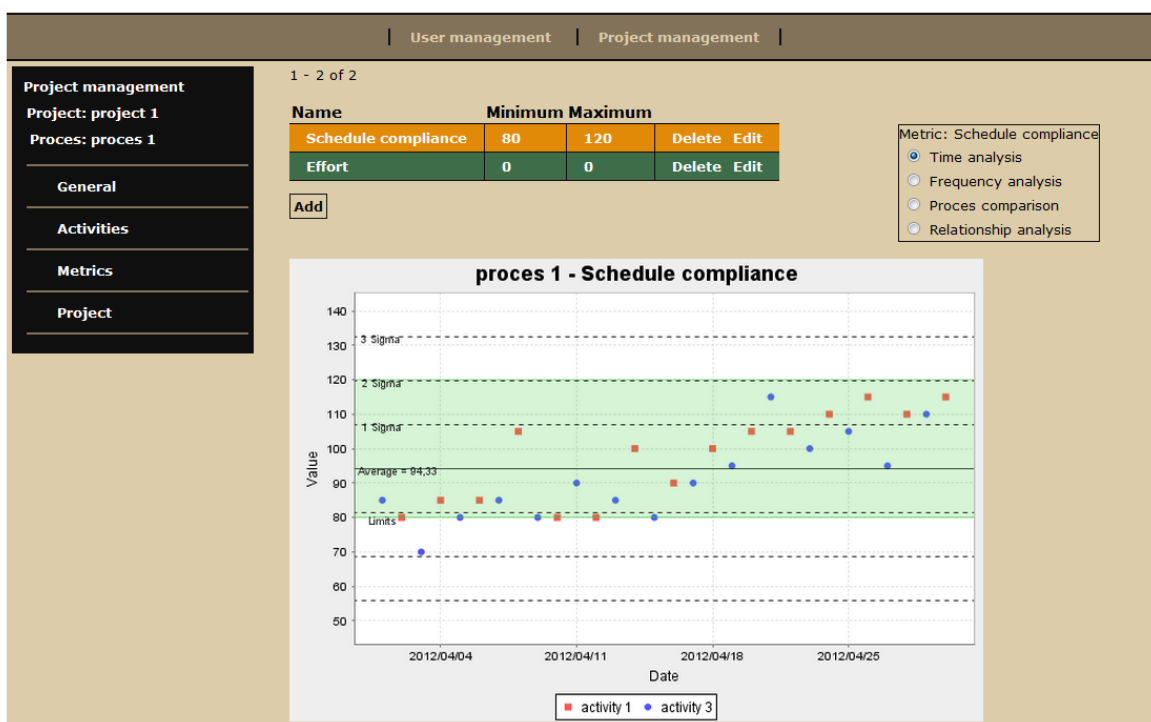 | User management | Project management |
Project management
Project: project 1
Proces: proces 1
General
Activities
Metrics
Project
1 - 2 of 2
Name Minimum Maximum
Schedule compliance 80 120 Delete Edit
Effort 0 0 Delete Edit
Add
Metric: Schedule compliance
Time analysis
Frequency analysis
Proces comparison
Relationship analysis
proces 1 - Schedule compliance
Value
140
130
120
110
100
90
80
70
60
50
3 Sigma
2 Sigma
1 Sigma
Average = 94,33
Limits
2012/04/04 2012/04/11 2012/04/18 2012/04/25
Date
activity 1 activity 3